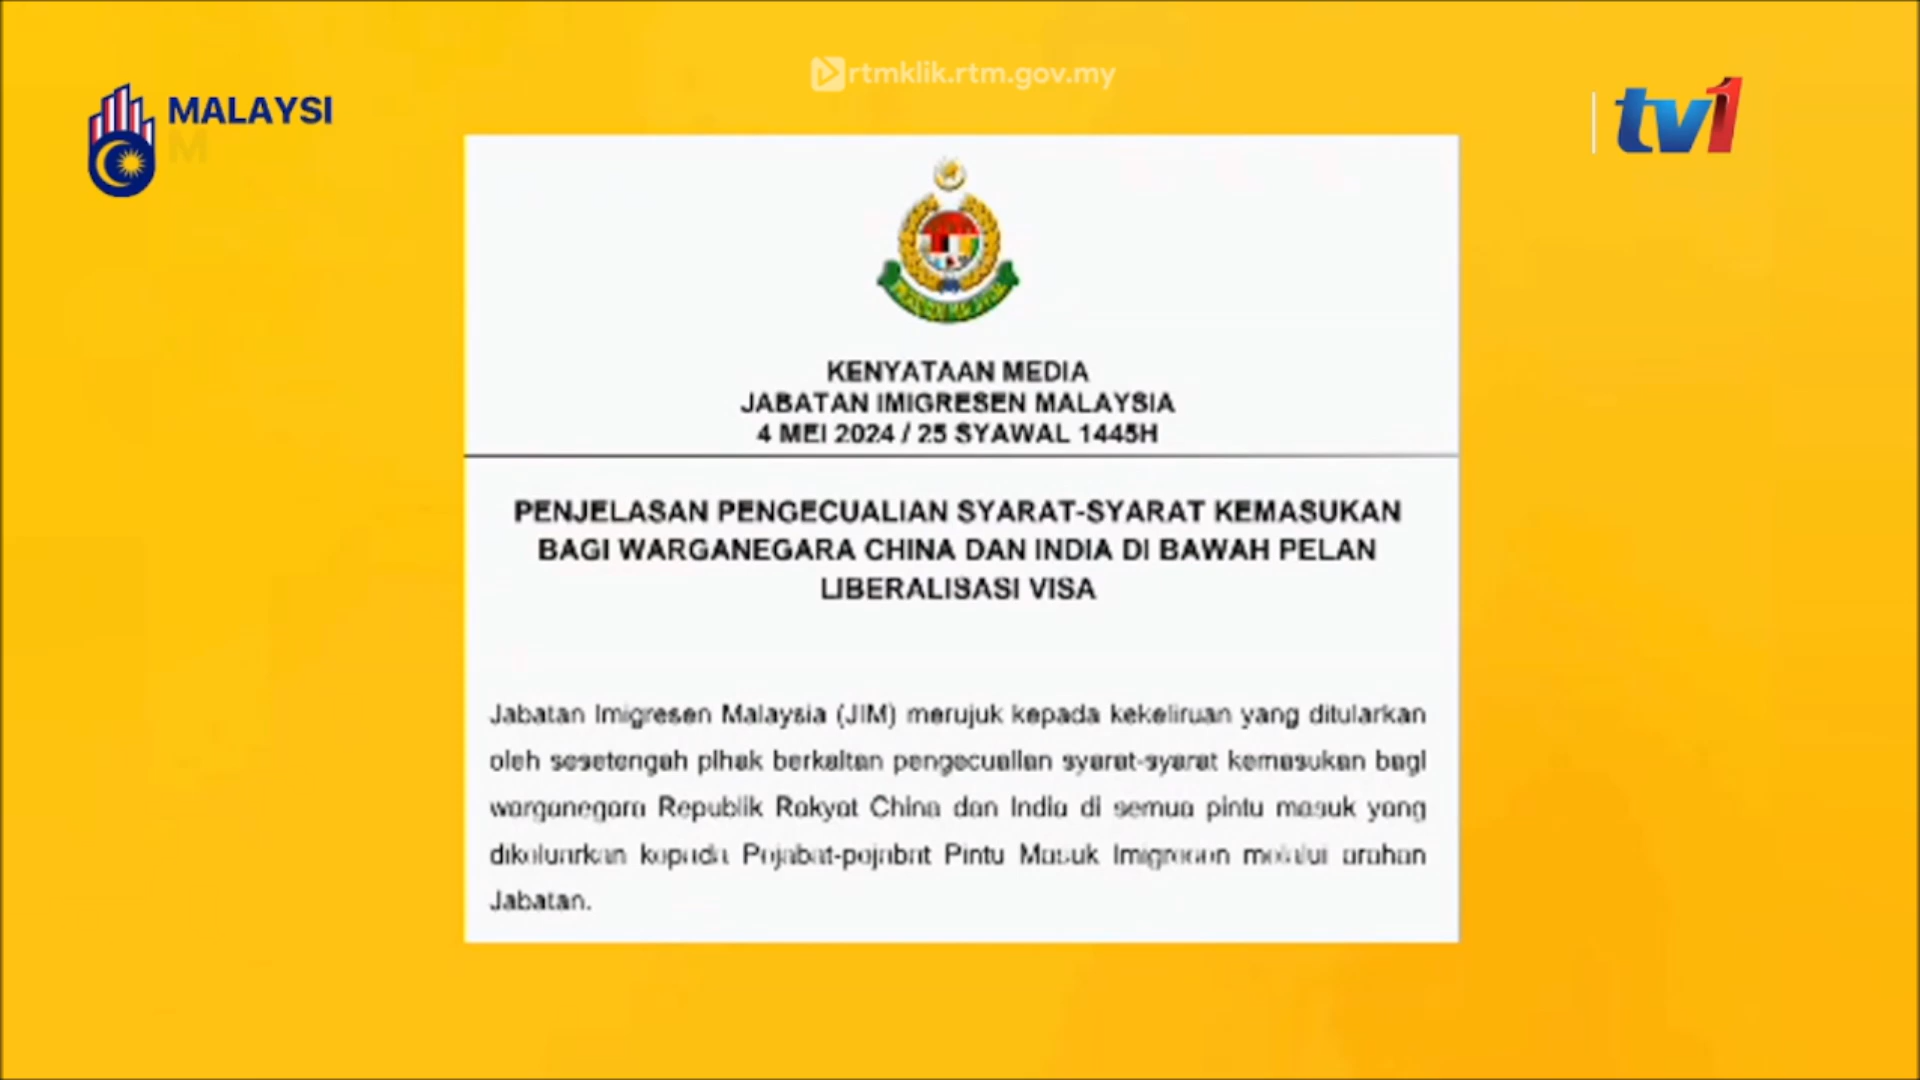 rtmklik.rtm.gov.my
MALAYSI
M
tv1
KENYATAAN MEDIA
JABATAN IMIGRESEN MALAYSIA
4 MEI 2024 / 25 SYAWAL 1445H
PENJELASAN PENGECUALIAN SYARAT-SYARAT KEMASUKAN
BAGI WARGANEGARA CHINA DAN INDIA DI BAWAH PELAN
LIBERALISASI VISA
Jabatan Imigresen Malaysia (JIM) merujuk kepada kekeliruan yang ditularkan
oleh sesetengah pihak berkaitan pengecualian syarat-syarat kemasukan bagi
warganegara Republik Rakyat China dan India di semua pintu masuk yang
dikeluarkan kepada Pejabat-pejabat Pintu Masuk Imigresen melalui arahan
Jabatan.